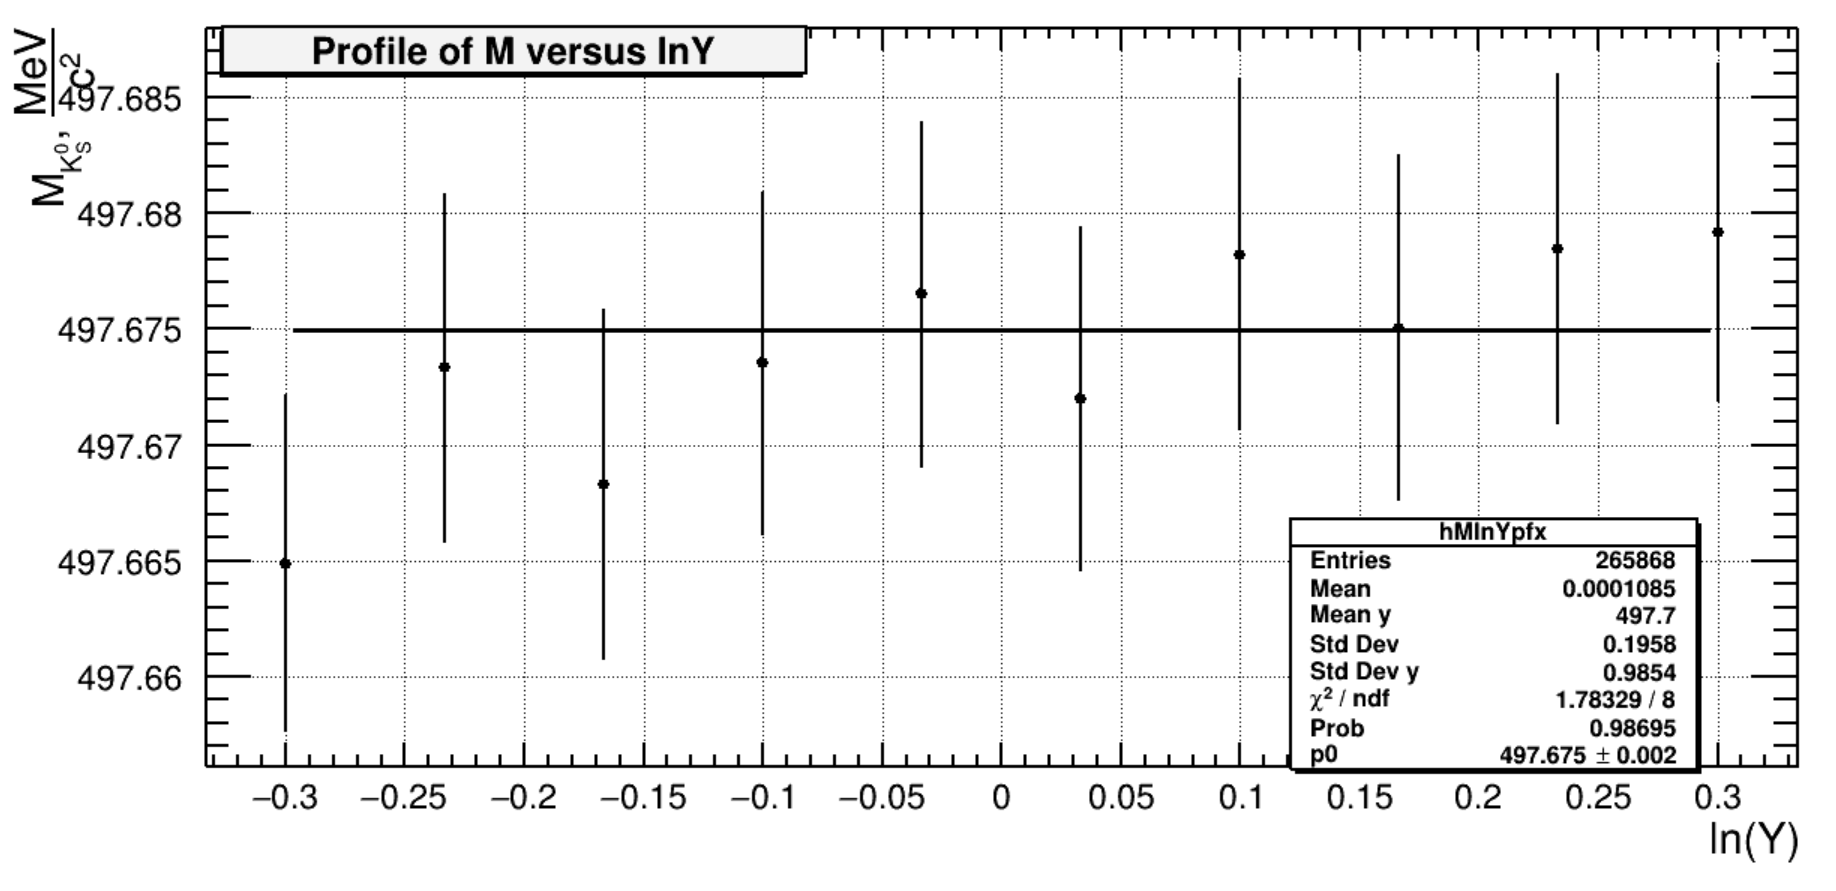 Profile of M versus lnY
M_{K_S^0}, MeV/c^2
497.685
497.68
497.675
497.67
497.665
497.66
hMlnYpfx
Entries 265868
Mean 0.0001085
Mean y 497.7
Std Dev 0.1958
Std Dev y 0.9854
χ² / ndf 1.78329 / 8
Prob 0.98695
p0 497.675 ± 0.002
−0.3 −0.25 −0.2 −0.15 −0.1 −0.05 0 0.05 0.1 0.15 0.2 0.25 0.3
ln(Y)